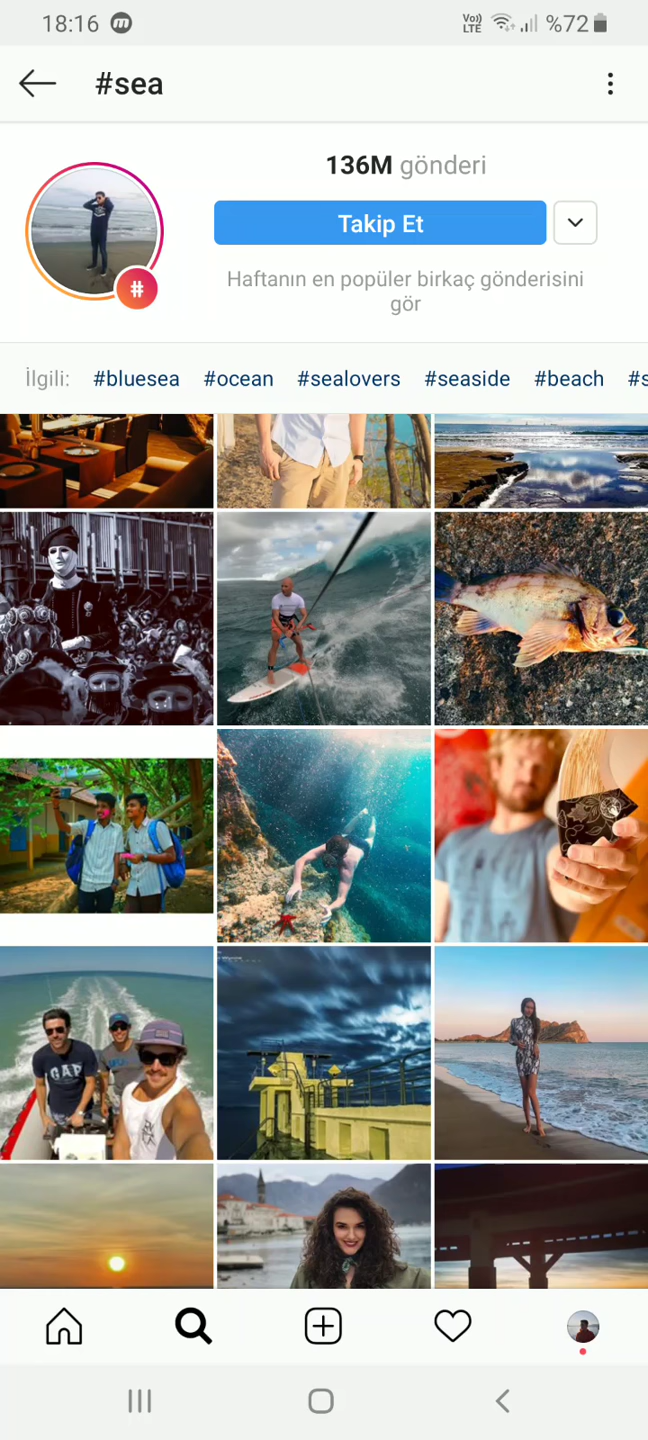 18:16 m Vo)) LTE %72
#sea
136M gönderi
Takip Et
#
Haftanın en popüler birkaç gönderisini
gör
İlgili: #bluesea #ocean #sealovers #seaside #beach #s
GAP